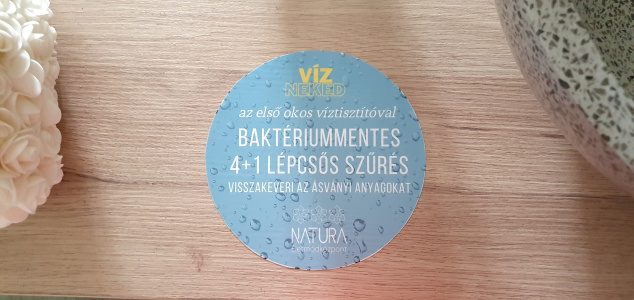 VÍZ
NEKED
az első okos víztisztítóval
BAKTÉRIUMMENTES
4+1 LÉPCSŐS SZŰRÉS
VISSZAKEVERI AZ ÁSVÁNYI ANYAGOKAT
NATURA